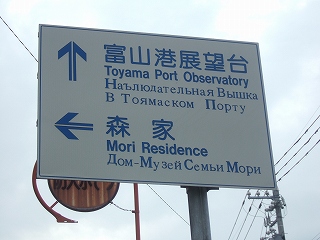 富山港展望台
Toyama Port Observatory
Наблюдательная Вышка
В Тоямаском Порту
森家
Mori Residence
Дом-Музей Семьи Мори